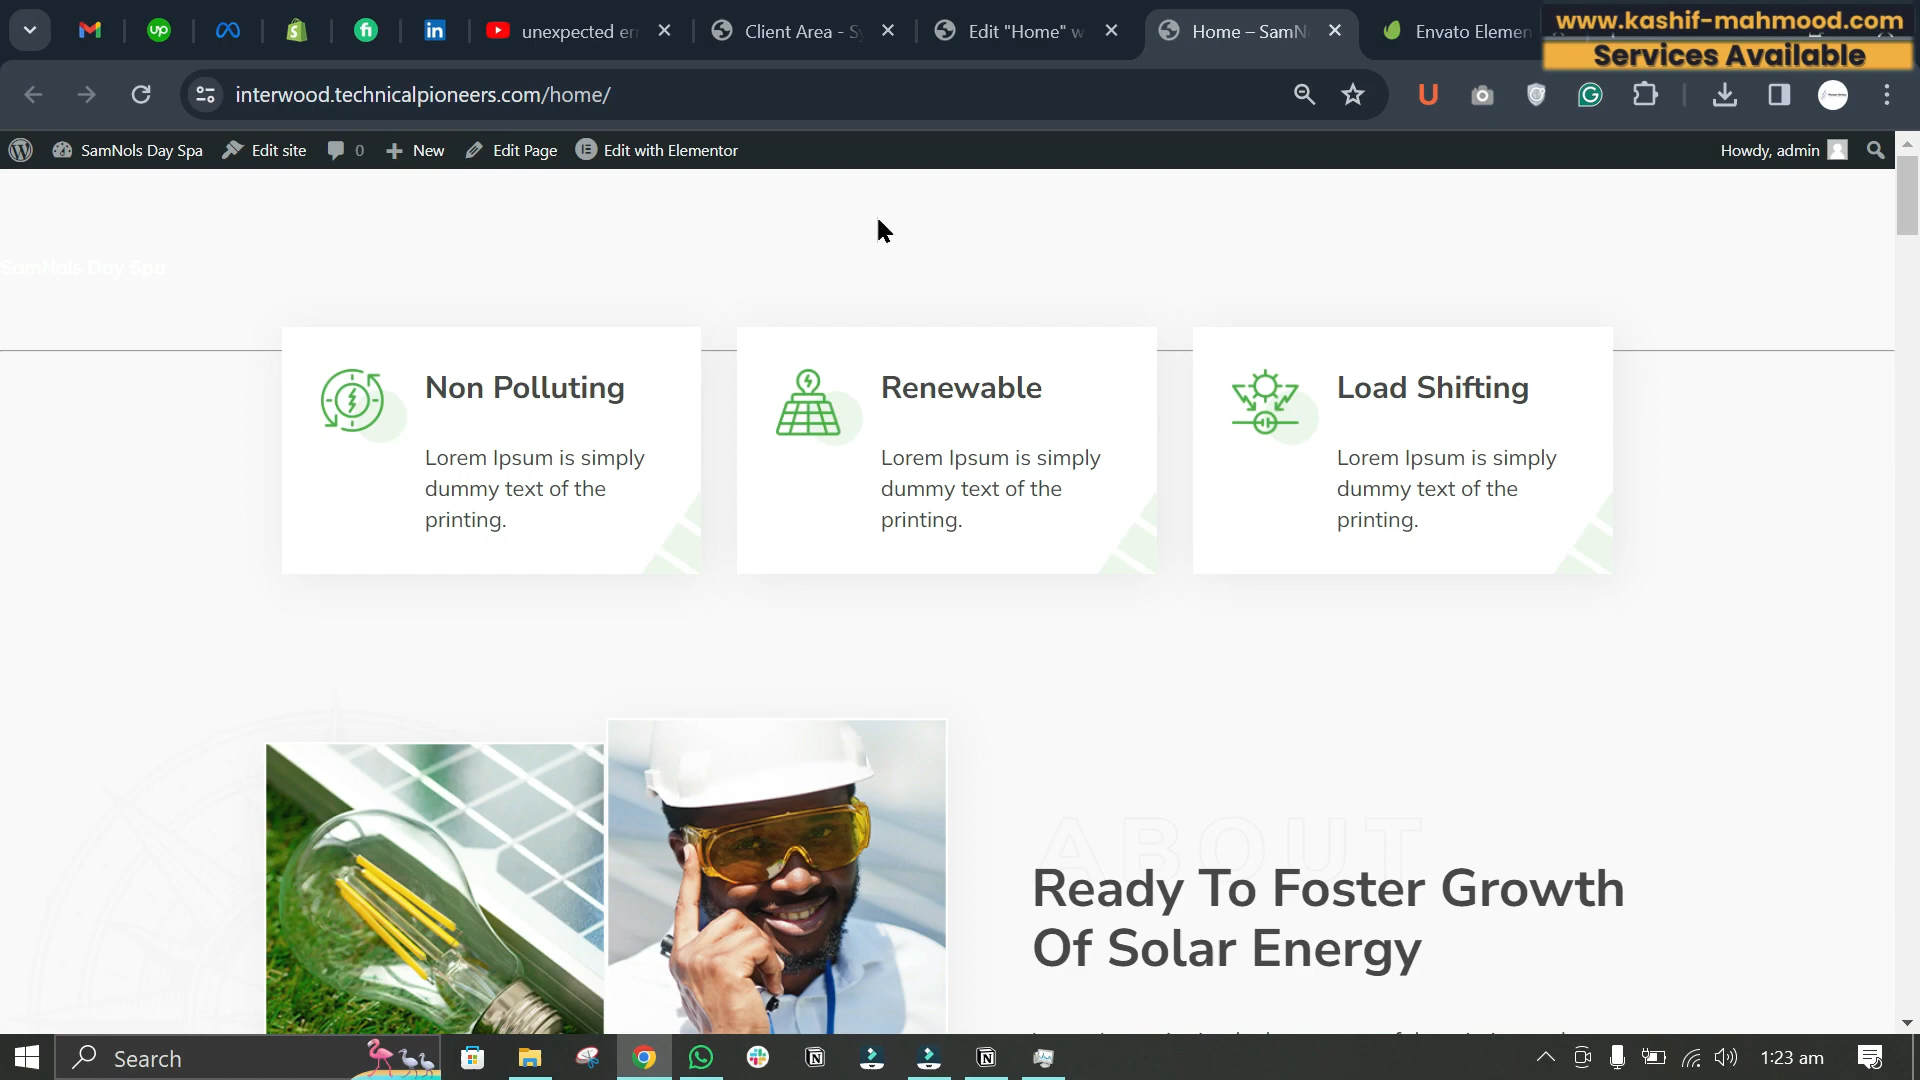 unexpected er
Client Area - S
Edit "Home" w
Home – SamN
Envato Elemen
www.kashif-mahmood.com
Services Available
interwood.technicalpioneers.com/home/
SamNols Day Spa
Edit site
0
New
Edit Page
Edit with Elementor
Howdy, admin
SamNols Day Spa
Non Polluting
Lorem Ipsum is simply
dummy text of the
printing.
Renewable
Lorem Ipsum is simply
dummy text of the
printing.
Load Shifting
Lorem Ipsum is simply
dummy text of the
printing.
ABOUT
Ready To Foster Growth
Of Solar Energy
Search
1:23 am